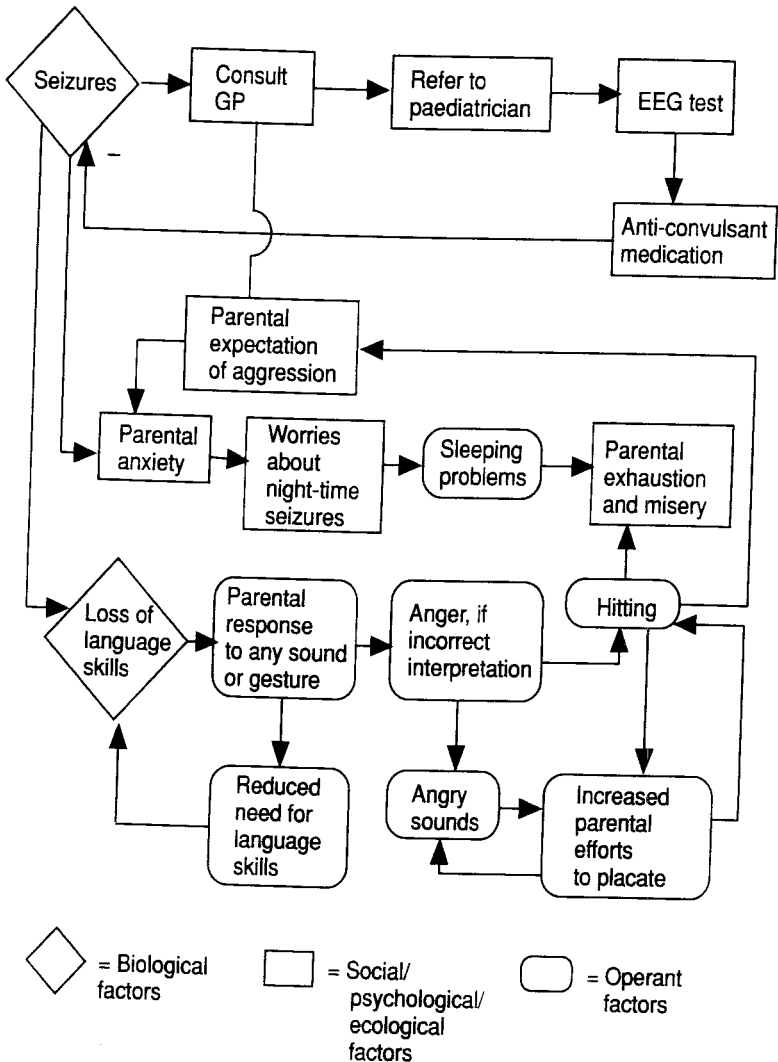 Seizures
Consult
GP
Refer to
paediatrician
EEG test
–
Anti-convulsant
medication
Parental
expectation
of aggression
Parental
anxiety
Worries
about
night-time
seizures
Sleeping
problems
Parental
exhaustion
and misery
Loss of
language
skills
Parental
response
to any sound
or gesture
Anger, if
incorrect
interpretation
Hitting
Reduced
need for
language
skills
Angry
sounds
Increased
parental
efforts
to placate
= Biological
factors
= Social/
psychological/
ecological
factors
= Operant
factors